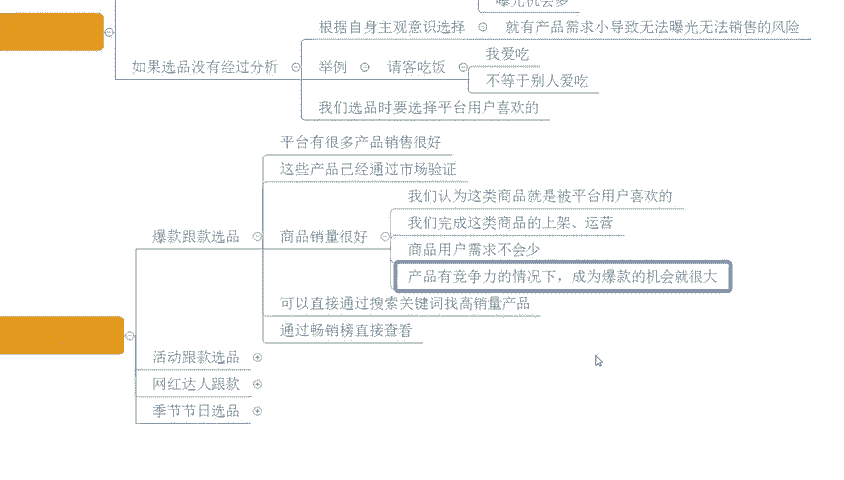 曝光机会多
根据自身主观意识选择
就有产品需求小导致无法曝光无法销售的风险
如果选品没有经过分析
举例
请客吃饭
我爱吃
不等于别人爱吃
我们选品时要选择平台用户喜欢的
平台有很多产品销售很好
这些产品已经通过市场验证
爆款跟款选品
商品销量很好
我们认为这类商品就是被平台用户喜欢的
我们完成这类商品的上架、运营
商品用户需求不会少
产品有竞争力的情况下，成为爆款的机会就很大
可以直接通过搜索关键词找高销量产品
通过畅销榜直接查看
活动跟款选品
网红达人跟款
季节节日选品